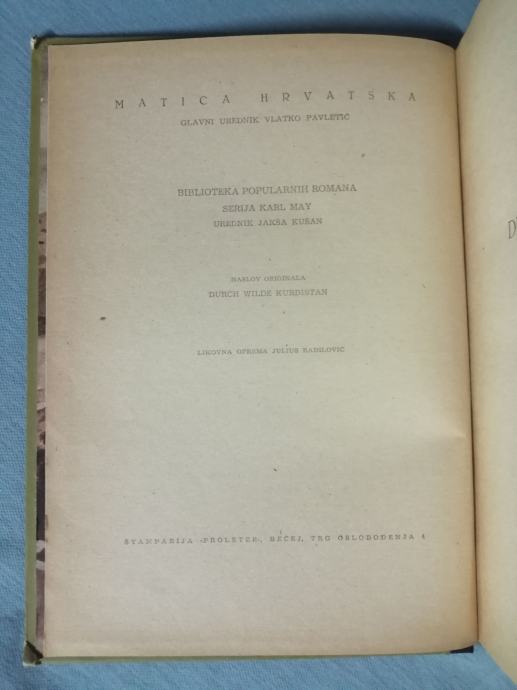 MATICA HRVATSKA
GLAVNI UREDNIK VLATKO PAVLETIĆ
BIBLIOTEKA POPULARNIH ROMANA
SERIJA KARL MAY
UREDNIK JAKŠA KUŠAN
NASLOV ORIGINALA
DURCH WILDE KURDISTAN
LIKOVNA OPREMA JULIUS RADILOVIĆ
ŠTAMPARIJA »PROLETER«, BEČEJ, TRG OSLOBOĐENJA 4
D